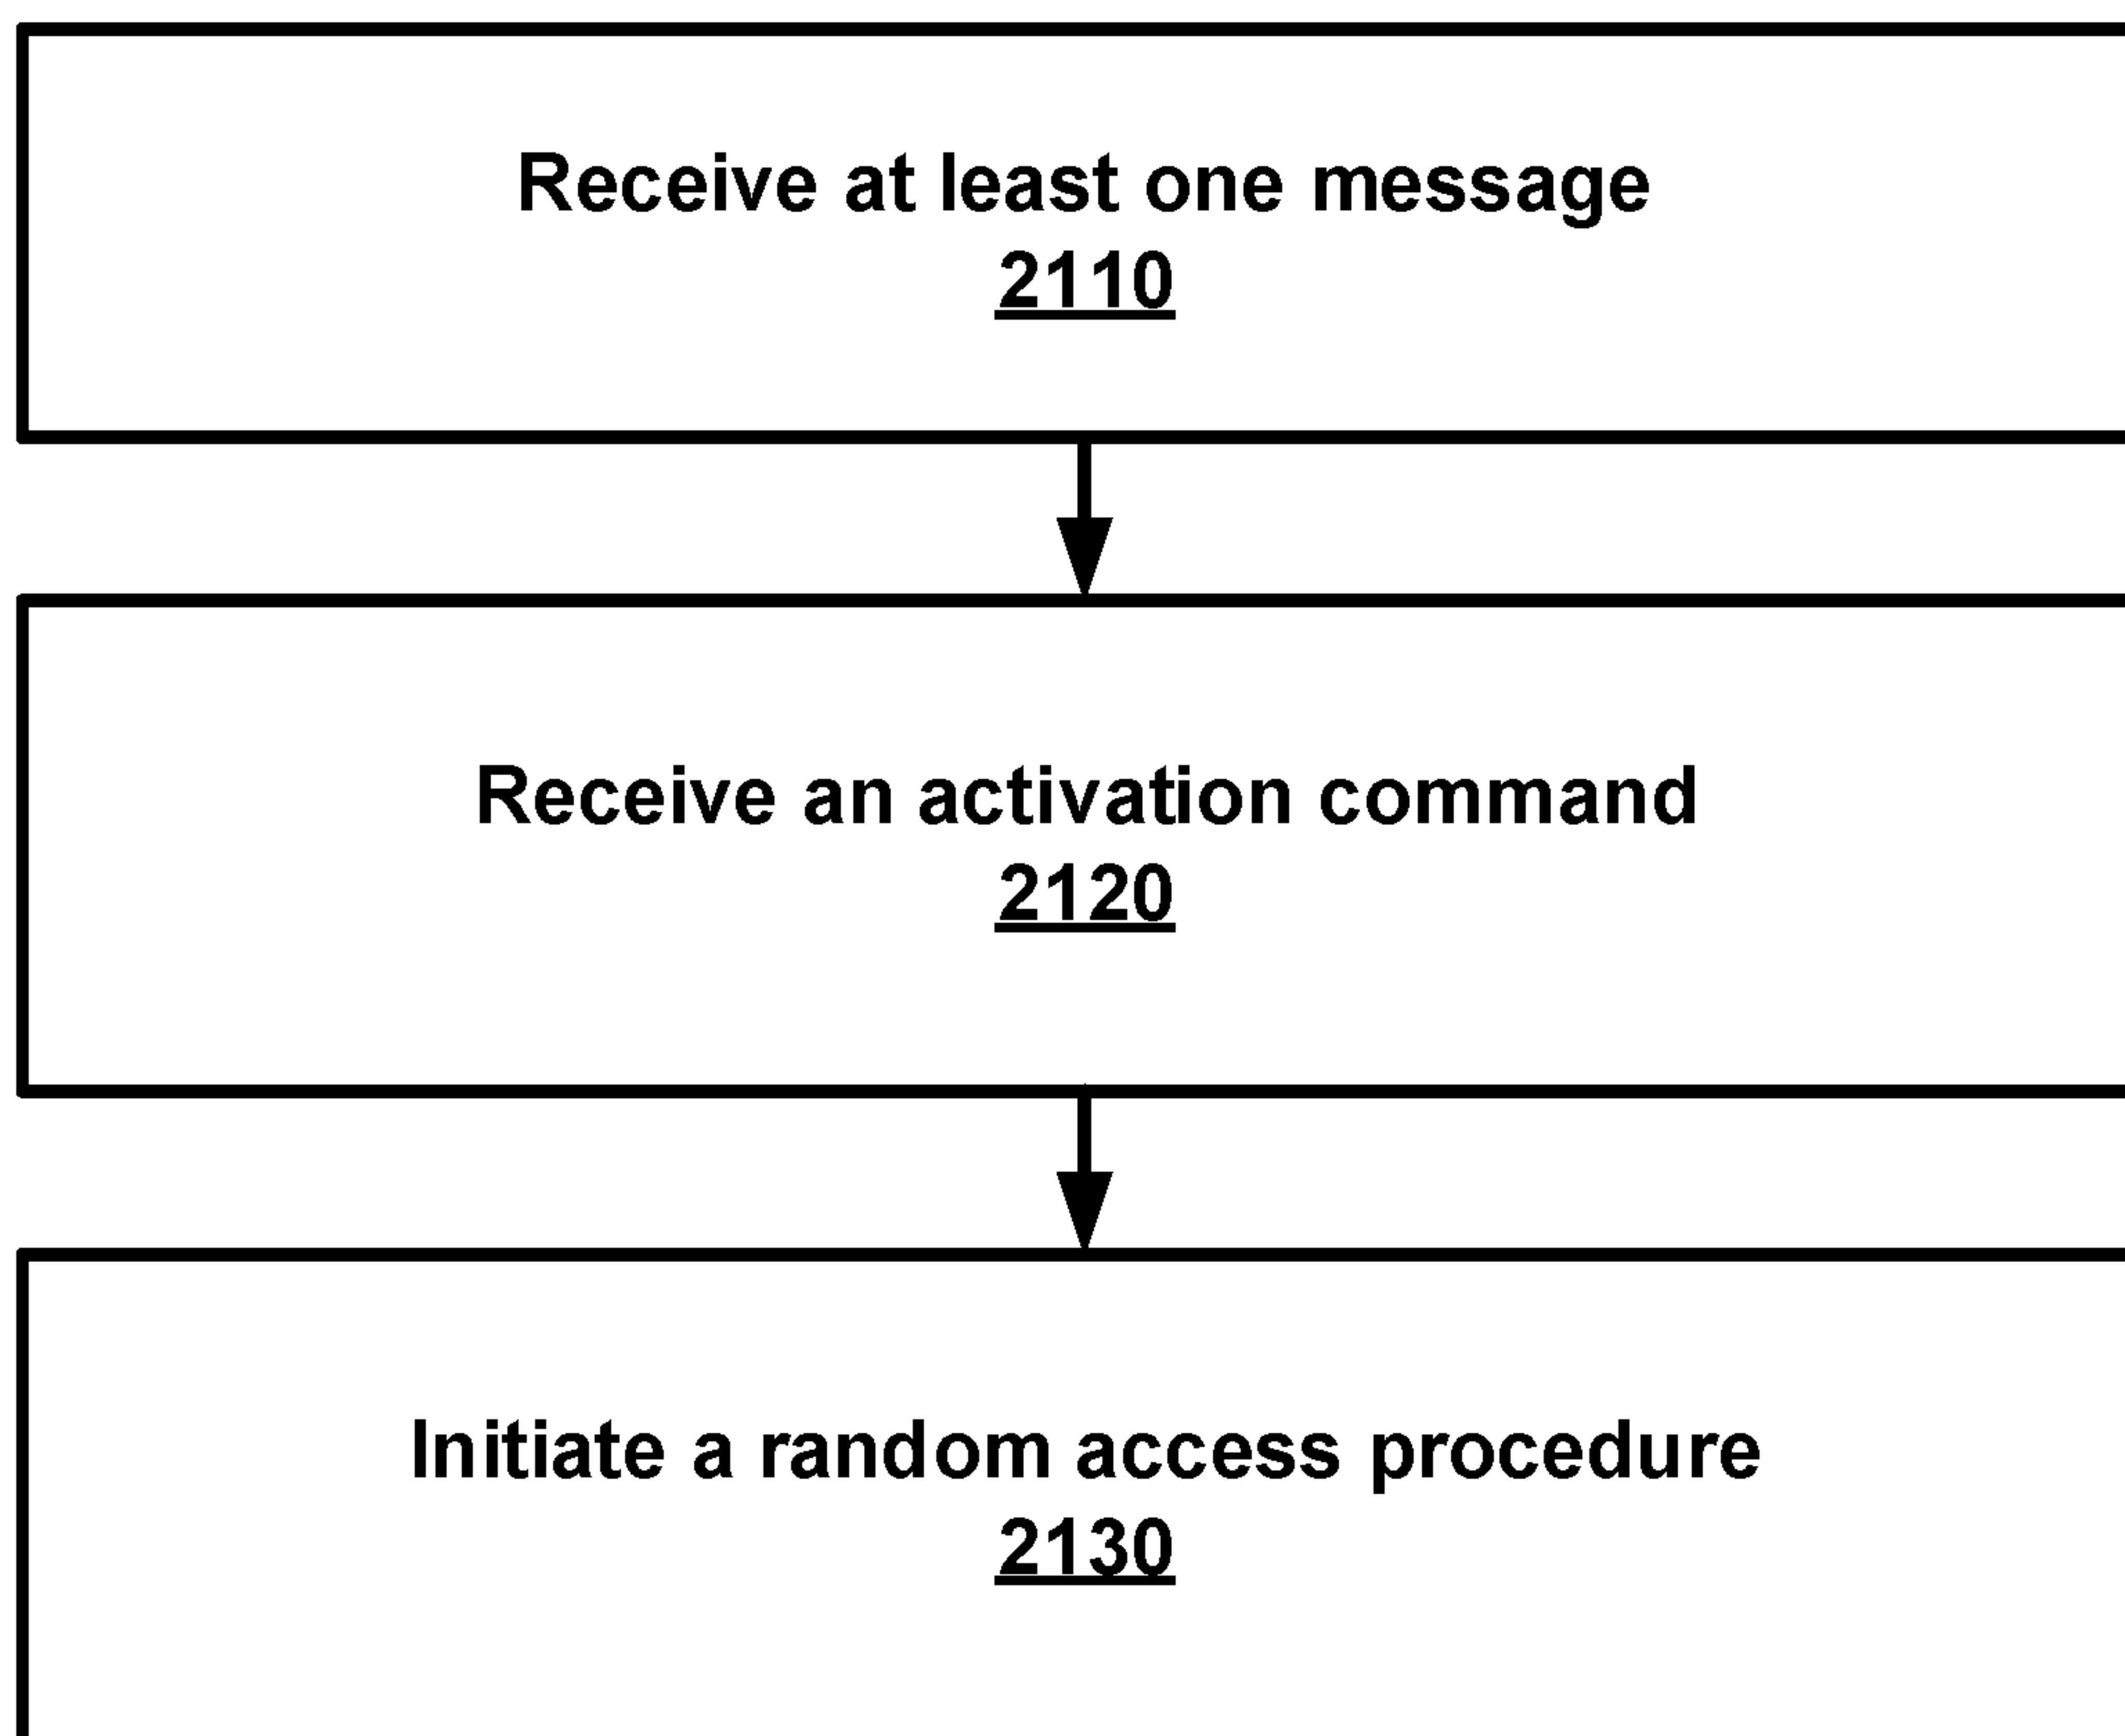 Receive at least one message
2110
Receive an activation command
2120
Initiate a random access procedure
2130